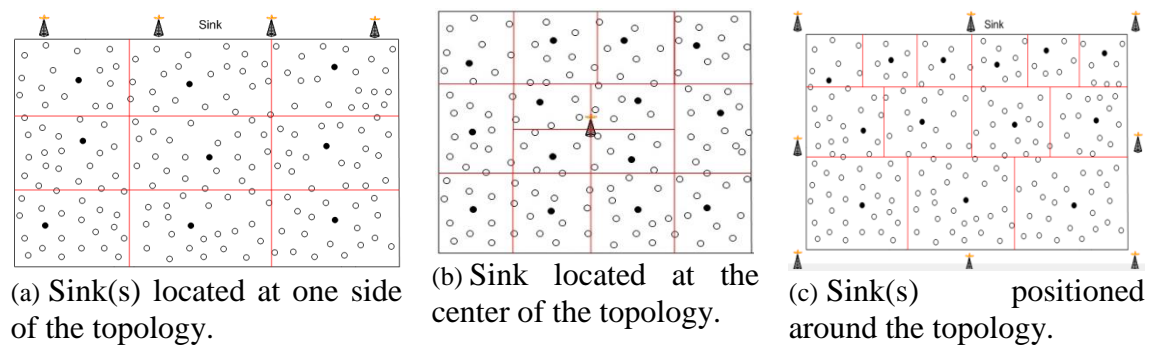 Sink
Sink
(a) Sink(s) located at one side
of the topology.
(b) Sink located at the
center of the topology.
(c) Sink(s) positioned
around the topology.